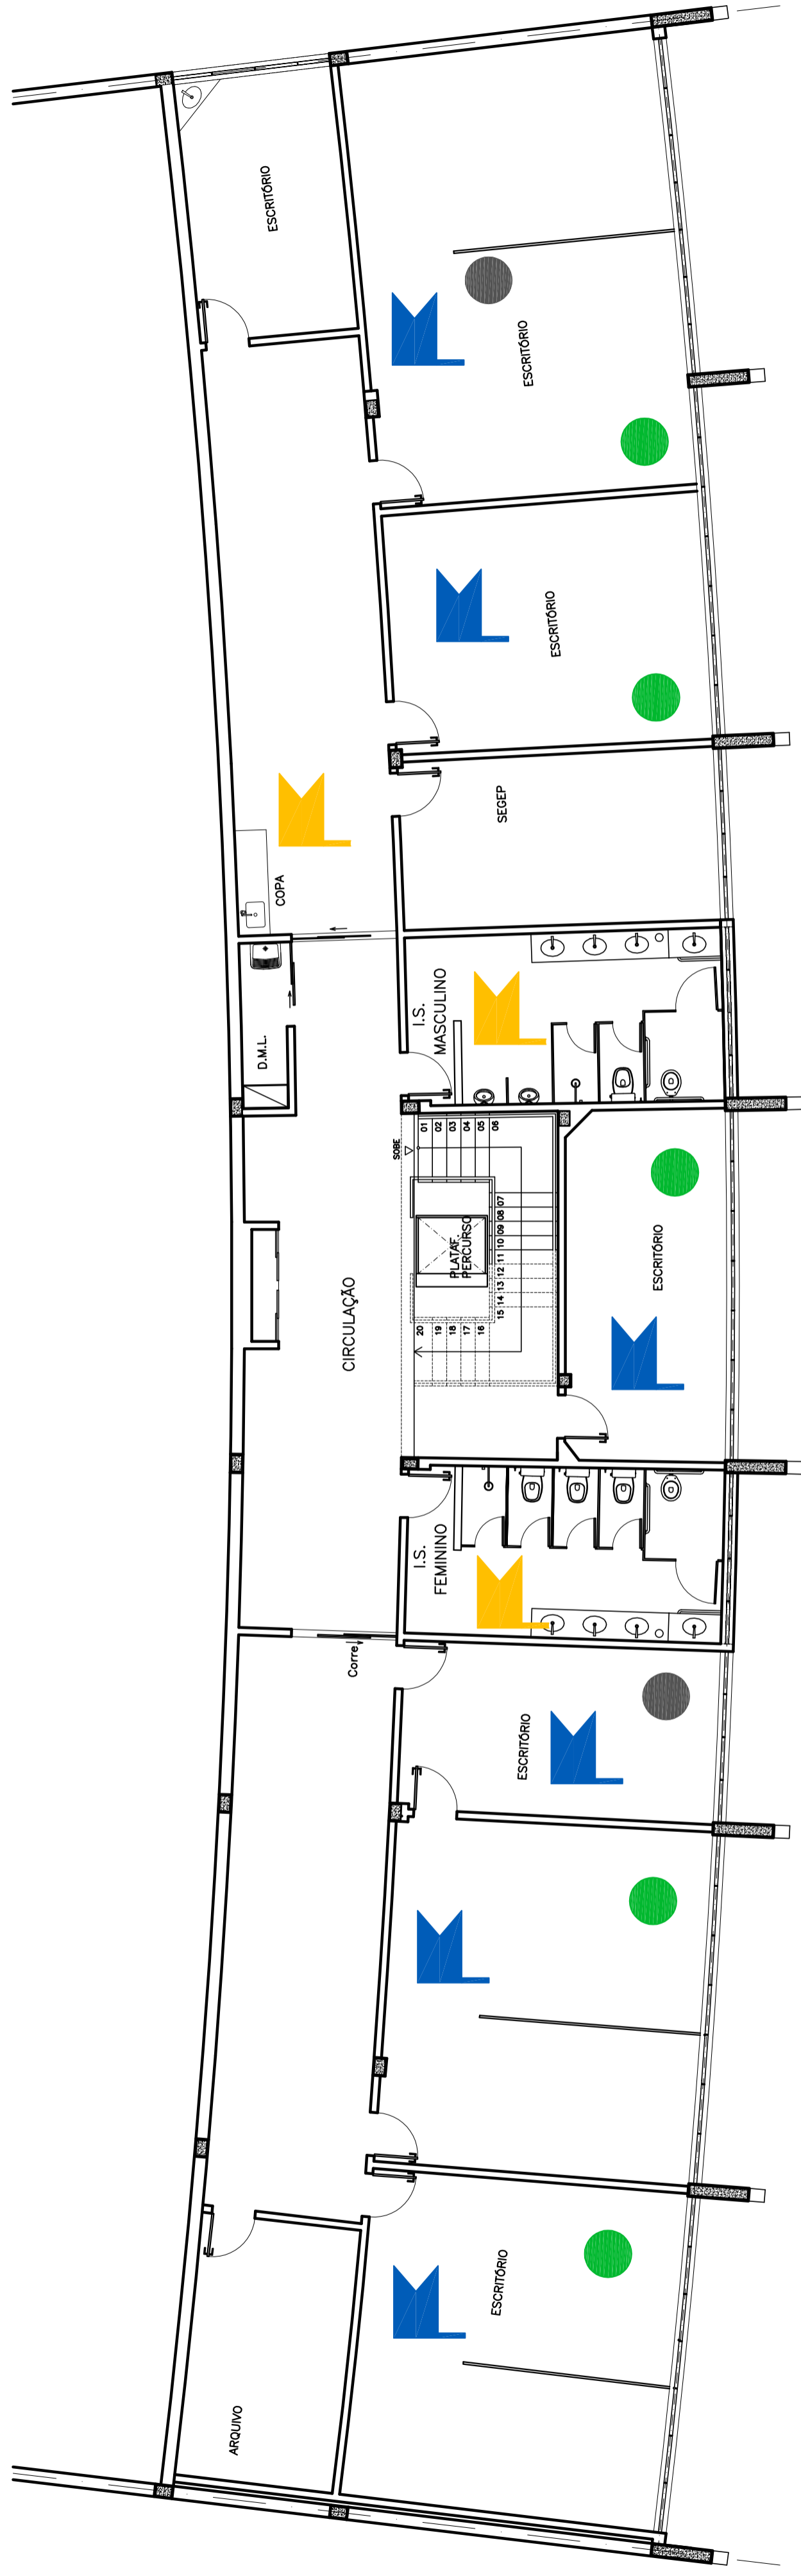 ESCRITÓRIO
ESCRITÓRIO
ESCRITÓRIO
SEGEP
COPA
D.M.L.
I.S.
MASCULINO
SOBE
01
02
03
04
05
06
07
08
09
10
11
12
13
14
15
16
17
18
19
20
PLATAF.
PERCURSO
CIRCULAÇÃO
ESCRITÓRIO
I.S.
FEMININO
Corre
ESCRITÓRIO
ESCRITÓRIO
ARQUIVO